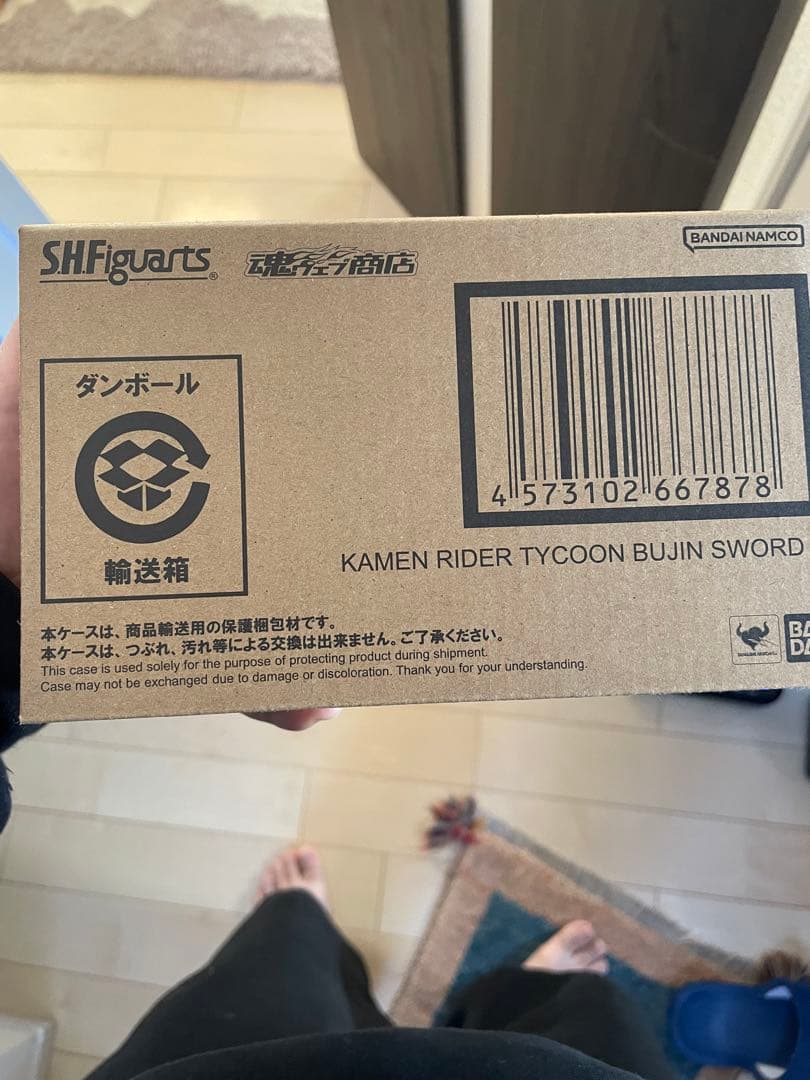 S.H.Figuarts®
魂ウェブ商店
BANDAI NAMCO
ダンボール
輸送箱
4 573102 667878
KAMEN RIDER TYCOON BUJIN SWORD
本ケースは、商品輸送用の保護梱包材です。
本ケースは、つぶれ、汚れ等による交換は出来ません。ご了承ください。
This case is used solely for the purpose of protecting product during shipment.
Case may not be exchanged due to damage or discoloration. Thank you for your understanding.